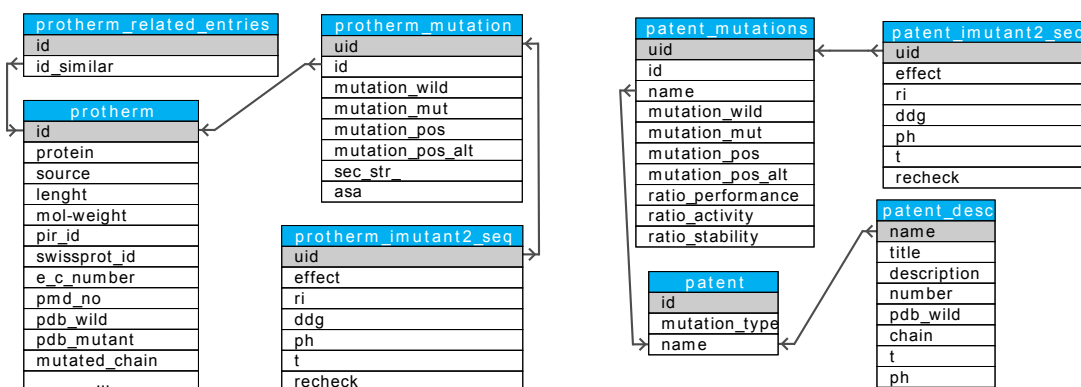 protherm_related_entries
id
id_similar
protherm
id
protein
source
lenght
mol-weight
pir_id
swissprot_id
e_c_number
pmd_no
pdb_wild
pdb_mutant
mutated_chain
...
protherm_mutation
uid
id
mutation_wild
mutation_mut
mutation_pos
mutation_pos_alt
sec_str_
asa
protherm_imutant2_seq
uid
effect
ri
ddg
ph
t
recheck
patent_mutations
uid
id
name
mutation_wild
mutation_mut
mutation_pos
mutation_pos_alt
ratio_performance
ratio_activity
ratio_stability
patent
id
mutation_type
name
patent_imutant2_seq
uid
effect
ri
ddg
ph
t
recheck
patent_desc
name
title
description
number
pdb_wild
chain
t
ph